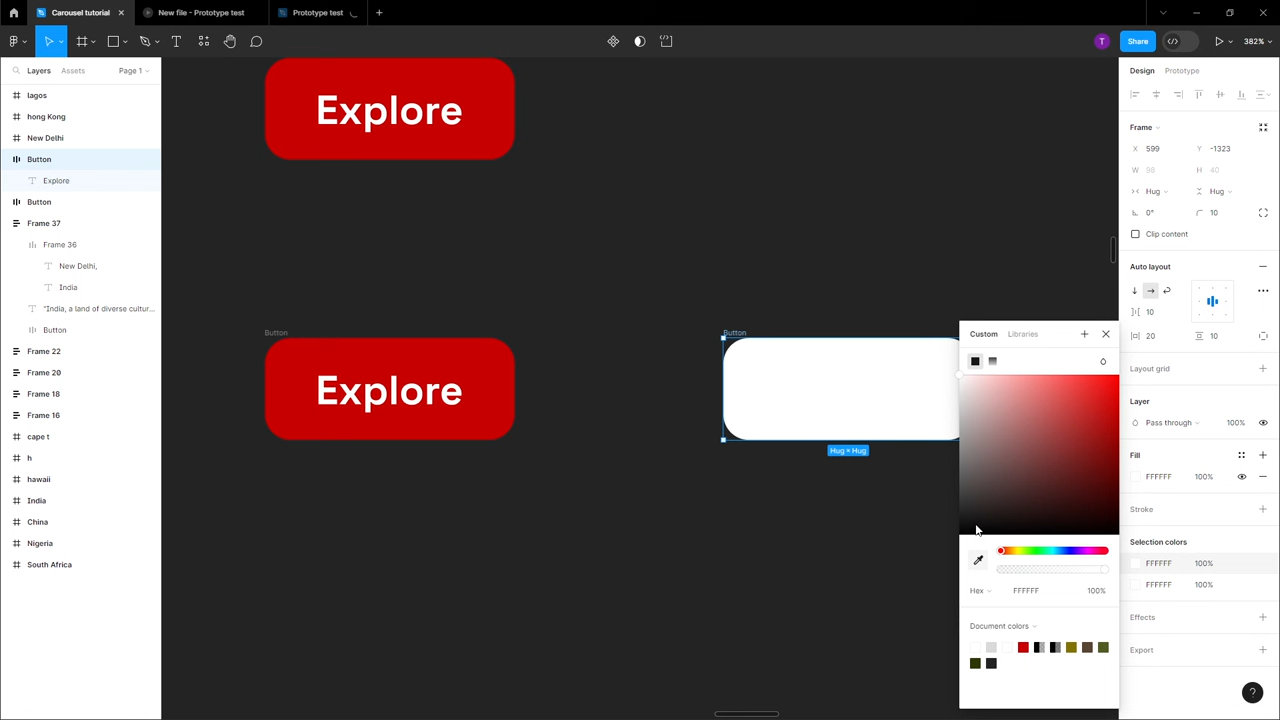 Carousel tutorial
New file - Prototype test
Prototype test
Share
382%
Layers
Assets
Page 1
lagos
hong Kong
New Delhi
Button
Explore
Button
Frame 37
Frame 36
New Delhi,
India
"India, a land of diverse cultur...
Button
Frame 22
Frame 20
Frame 18
Frame 16
cape t
h
hawaii
India
China
Nigeria
South Africa
Explore
Button
Explore
Button
Hug × Hug
Custom
Libraries
Hex
FFFFFF
100%
Document colors
Design
Prototype
Frame
X 599
Y -1323
W 98
H 40
Hug
Hug
0°
10
Clip content
Auto layout
10
20
10
Layout grid
Layer
Pass through
100%
Fill
FFFFFF
100%
Stroke
Selection colors
FFFFFF
100%
FFFFFF
100%
Effects
Export
T
?